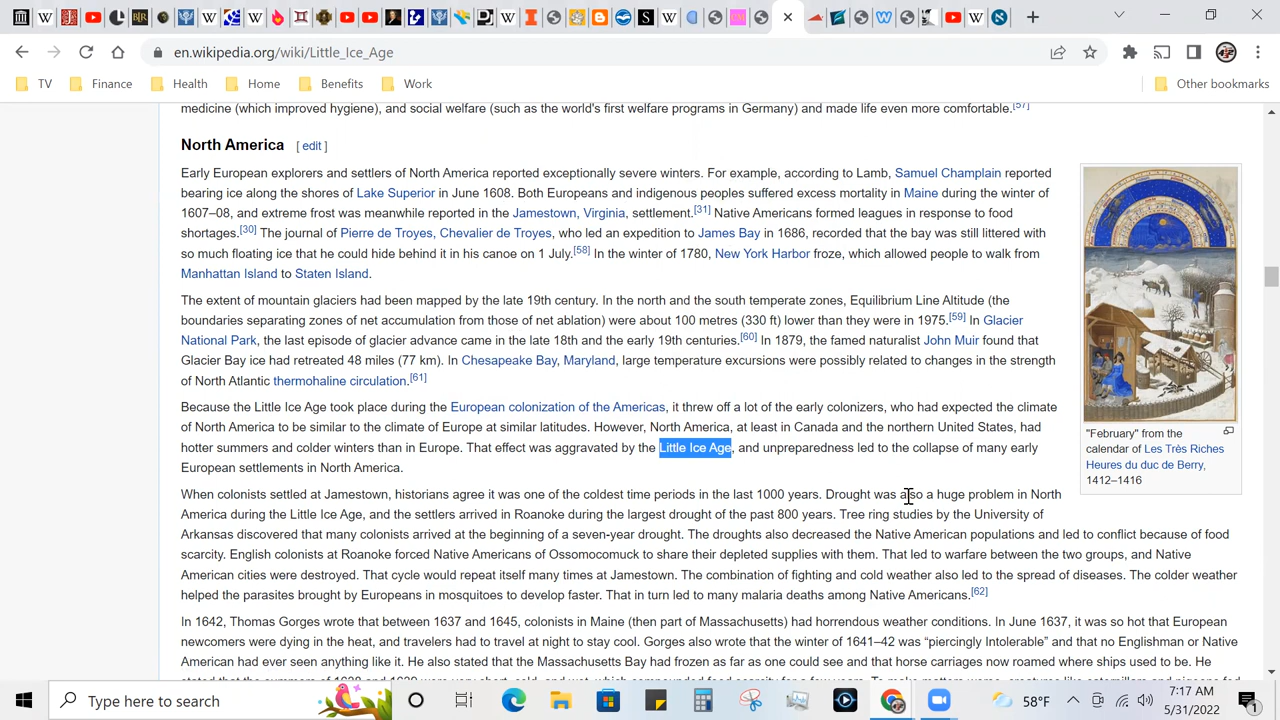 en.wikipedia.org/wiki/Little_Ice_Age
TV Finance Health Home Benefits Work Other bookmarks
medicine (which improved hygiene), and social welfare (such as the world's first welfare programs in Germany) and made life even more comfortable.[57]
North America [ edit ]
Early European explorers and settlers of North America reported exceptionally severe winters. For example, according to Lamb, Samuel Champlain reported
bearing ice along the shores of Lake Superior in June 1608. Both Europeans and indigenous peoples suffered excess mortality in Maine during the winter of
1607–08, and extreme frost was meanwhile reported in the Jamestown, Virginia, settlement.[31] Native Americans formed leagues in response to food
shortages.[30] The journal of Pierre de Troyes, Chevalier de Troyes, who led an expedition to James Bay in 1686, recorded that the bay was still littered with
so much floating ice that he could hide behind it in his canoe on 1 July.[58] In the winter of 1780, New York Harbor froze, which allowed people to walk from
Manhattan Island to Staten Island.
The extent of mountain glaciers had been mapped by the late 19th century. In the north and the south temperate zones, Equilibrium Line Altitude (the
boundaries separating zones of net accumulation from those of net ablation) were about 100 metres (330 ft) lower than they were in 1975.[59] In Glacier
National Park, the last episode of glacier advance came in the late 18th and the early 19th centuries.[60] In 1879, the famed naturalist John Muir found that
Glacier Bay ice had retreated 48 miles (77 km). In Chesapeake Bay, Maryland, large temperature excursions were possibly related to changes in the strength
of North Atlantic thermohaline circulation.[61]
Because the Little Ice Age took place during the European colonization of the Americas, it threw off a lot of the early colonizers, who had expected the climate
of North America to be similar to the climate of Europe at similar latitudes. However, North America, at least in Canada and the northern United States, had
hotter summers and colder winters than in Europe. That effect was aggravated by the Little Ice Age, and unpreparedness led to the collapse of many early
European settlements in North America.
"February" from the
calendar of Les Très Riches
Heures du duc de Berry,
1412–1416
When colonists settled at Jamestown, historians agree it was one of the coldest time periods in the last 1000 years. Drought was also a huge problem in North
America during the Little Ice Age, and the settlers arrived in Roanoke during the largest drought of the past 800 years. Tree ring studies by the University of
Arkansas discovered that many colonists arrived at the beginning of a seven-year drought. The droughts also decreased the Native American populations and led to conflict because of food
scarcity. English colonists at Roanoke forced Native Americans of Ossomocuck to share their depleted supplies with them. That led to warfare between the two groups, and Native
American cities were destroyed. That cycle would repeat itself many times at Jamestown. The combination of fighting and cold weather also led to the spread of diseases. The colder weather
helped the parasites brought by Europeans in mosquitoes to develop faster. That in turn led to many malaria deaths among Native Americans.[62]
In 1642, Thomas Gorges wrote that between 1637 and 1645, colonists in Maine (then part of Massachusetts) had horrendous weather conditions. In June 1637, it was so hot that European
newcomers were dying in the heat, and travelers had to travel at night to stay cool. Gorges also wrote that the winter of 1641–42 was “piercingly Intolerable” and that no Englishman or Native
American had ever seen anything like it. He also stated that the Massachusetts Bay had frozen as far as one could see and that horse carriages now roamed where ships used to be. He
Type here to search
58°F
7:17 AM
5/31/2022
1